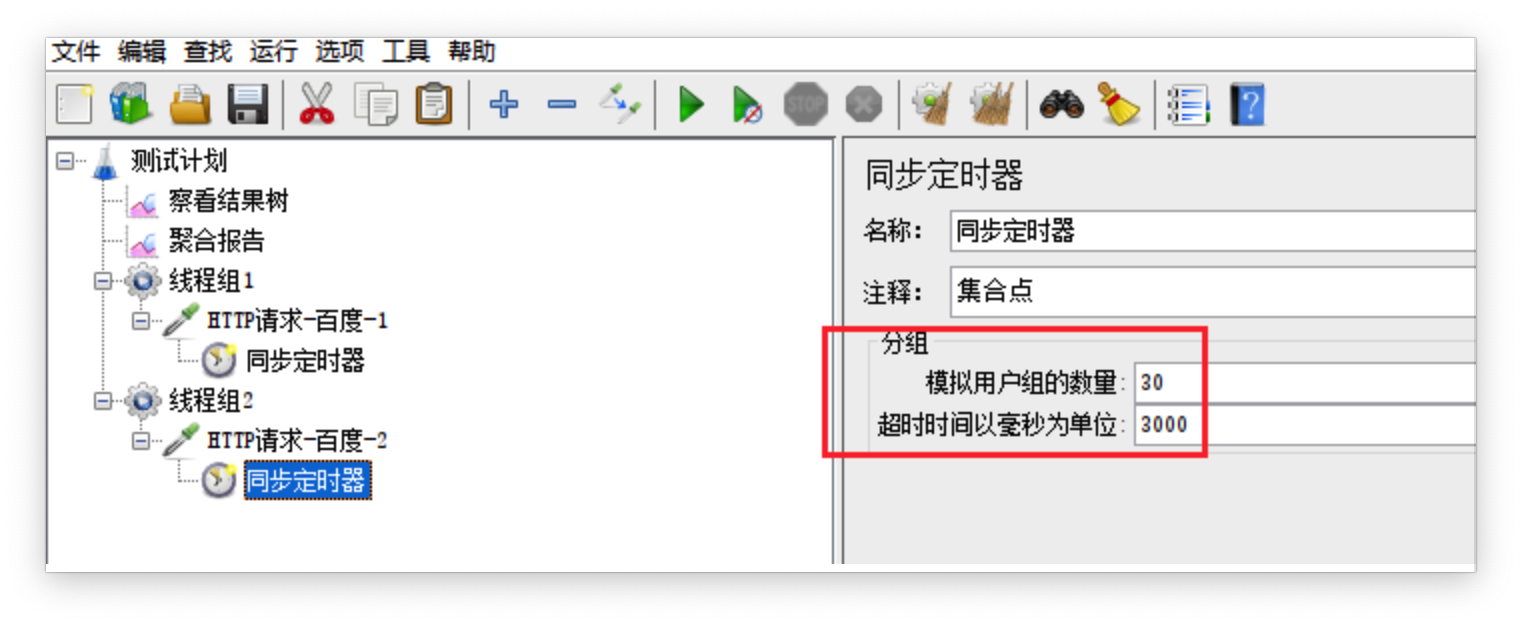 文件 编辑 查找 运行 选项 工具 帮助
STOP
测试计划
察看结果树
聚合报告
线程组1
HTTP请求-百度-1
同步定时器
线程组2
HTTP请求-百度-2
同步定时器
同步定时器
名称： 同步定时器
注释： 集合点
分组
模拟用户组的数量: 30
超时时间以毫秒为单位: 3000